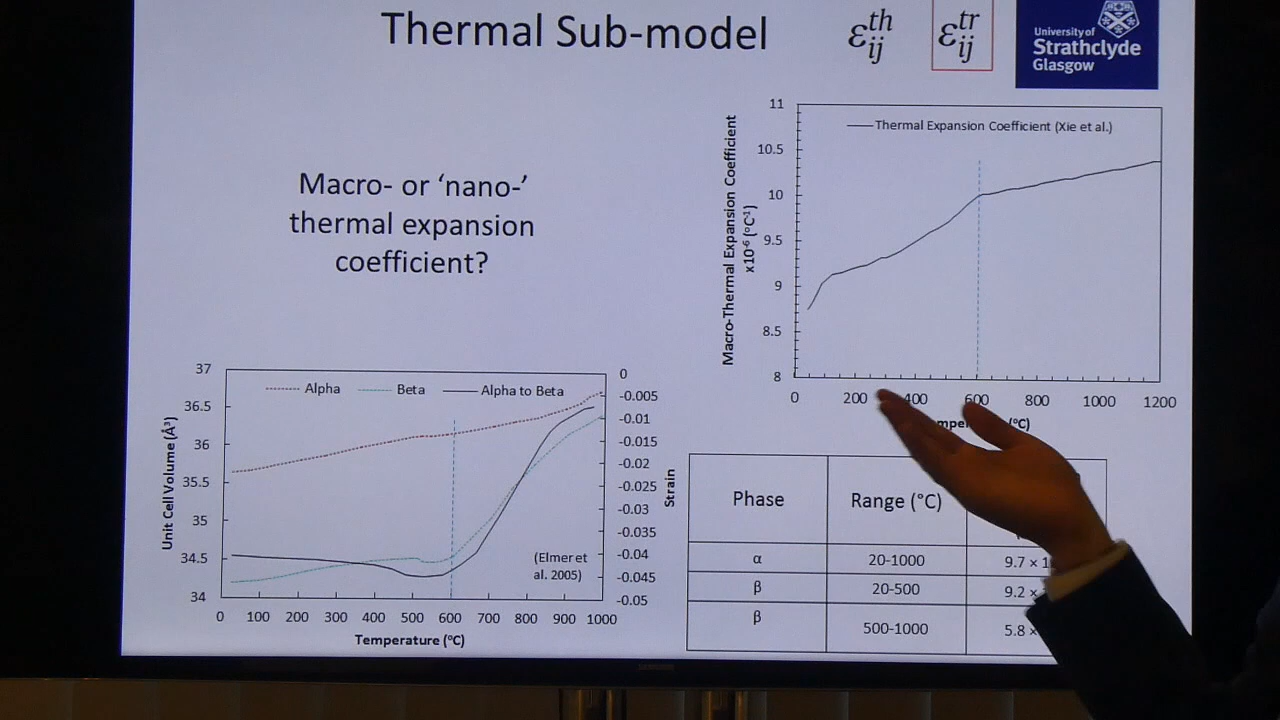 Thermal Sub-model
ε_ij^th
ε_ij^tr
University of
Strathclyde
Glasgow
Macro- or ‘nano-’
thermal expansion
coefficient?
Macro-Thermal Expansion Coefficient
x10⁻⁶ (°C⁻¹)
11
10.5
10
9.5
9
8.5
8
Thermal Expansion Coefficient (Xie et al.)
0 200 400 600 800 1000 1200
(°C)
Unit Cell Volume (Å³)
37
36.5
36
35.5
35
34.5
34
Alpha Beta Alpha to Beta
(Elmer et
al. 2005)
0
-0.005
-0.01
-0.015
-0.02
-0.025
-0.03
-0.035
-0.04
-0.045
-0.05
Strain
0 100 200 300 400 500 600 700 800 900 1000
Temperature (°C)
Phase Range (°C)
α 20-1000 9.7 ×
β 20-500 9.2 ×
β 500-1000 5.8 ×
SAMSUNG